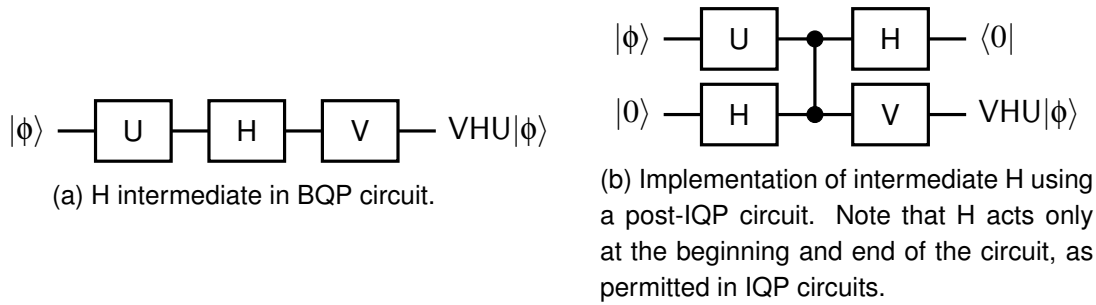 |ϕ⟩ U H V VHU|ϕ⟩
(a) H intermediate in BQP circuit.
|ϕ⟩ U H ⟨0|
|0⟩ H V VHU|ϕ⟩
(b) Implementation of intermediate H using
a post-IQP circuit. Note that H acts only
at the beginning and end of the circuit, as
permitted in IQP circuits.